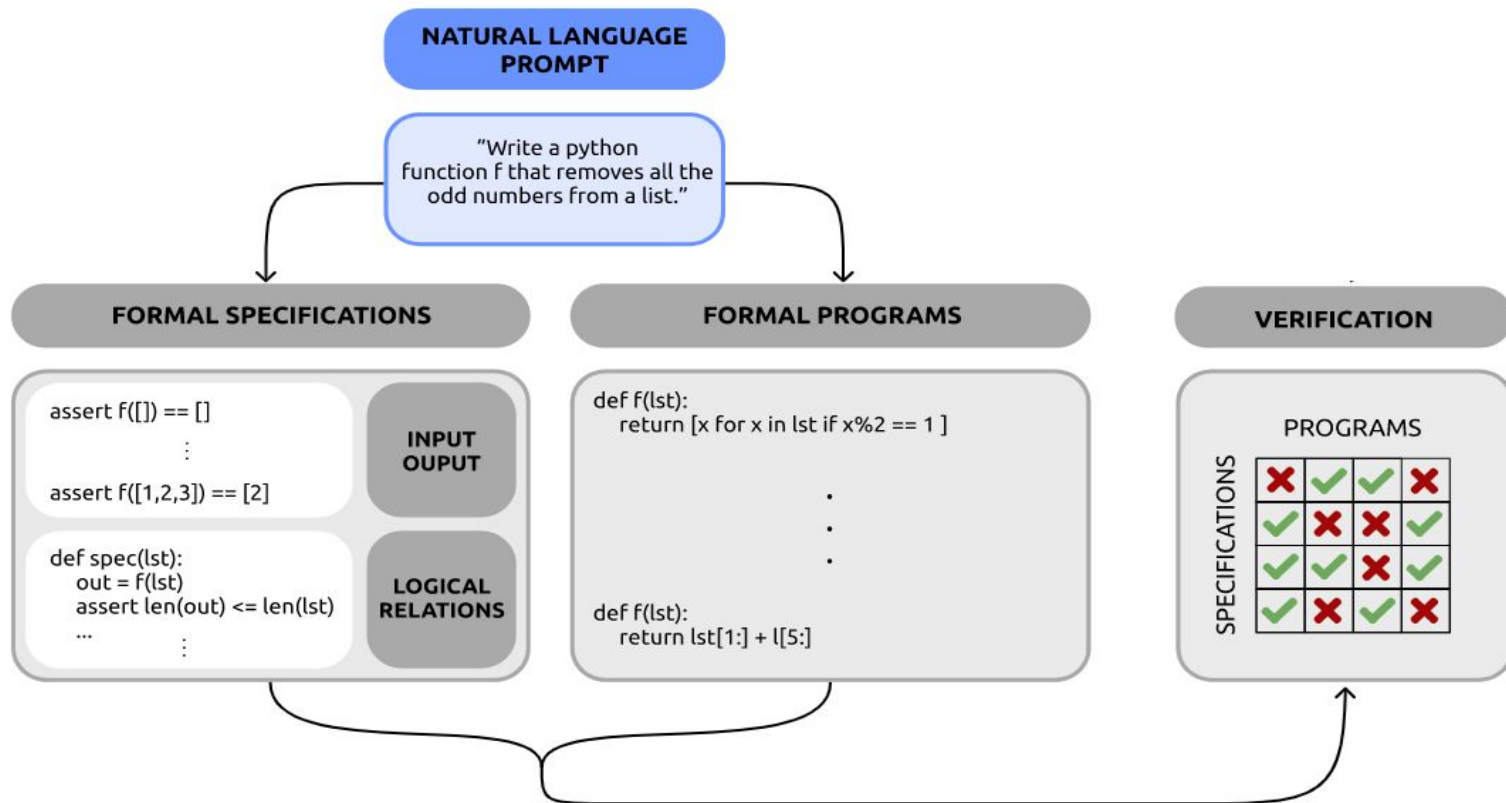 NATURAL LANGUAGE
PROMPT
”Write a python
function f that removes all the
odd numbers from a list.”
FORMAL SPECIFICATIONS
assert f([]) == []
⋮
assert f([1,2,3]) == [2]
INPUT
OUPUT
def spec(lst):
out = f(lst)
assert len(out) <= len(lst)
...
⋮
LOGICAL
RELATIONS
FORMAL PROGRAMS
def f(lst):
return [x for x in lst if x%2 == 1 ]
.
.
.
def f(lst):
return lst[1:] + l[5:]
VERIFICATION
PROGRAMS
SPECIFICATIONS